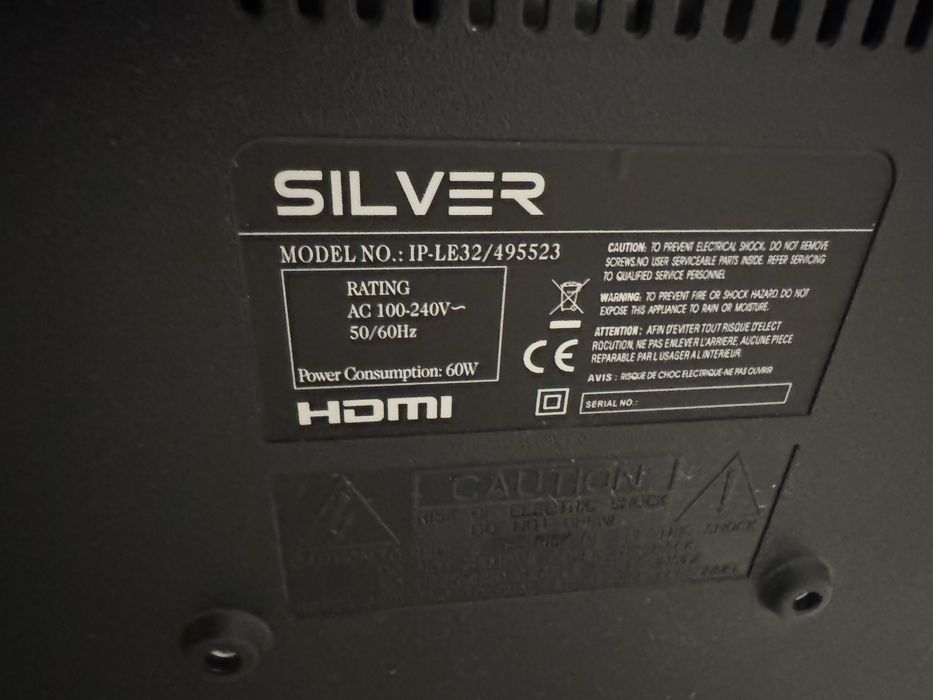 SILVER
MODEL NO.: IP-LE32/495523
RATING
AC 100-240V~
50/60Hz
Power Consumption: 60W
HDMI
CAUTION: TO PREVENT ELECTRICAL SHOCK, DO NOT REMOVE
SCREWS.NO USER SERVICEABLE PARTS INSIDE. REFER SERVICING
TO QUALIFIED SERVICE PERSONNEL
WARNING: TO PREVENT FIRE OR SHOCK HAZARD. DO NOT
EXPOSE THIS APPLIANCE TO RAIN OR MOISTURE.
ATTENTION: AFIN D'EVITER TOUT RISQUE D'ELECT
ROCUTION, NE PAS ENLEVER L'ARRIERE, AUCUNE PIECE
REPARABLE PAR L USAGER A L INTERIEUR
AVIS : RISQUE DE CHOC ELECTRIQUE-NE PAS OUVRIR
CE
SERIAL NO.:
CAUTION
RISK OF ELECTRIC SHOCK
DO NOT OPEN!